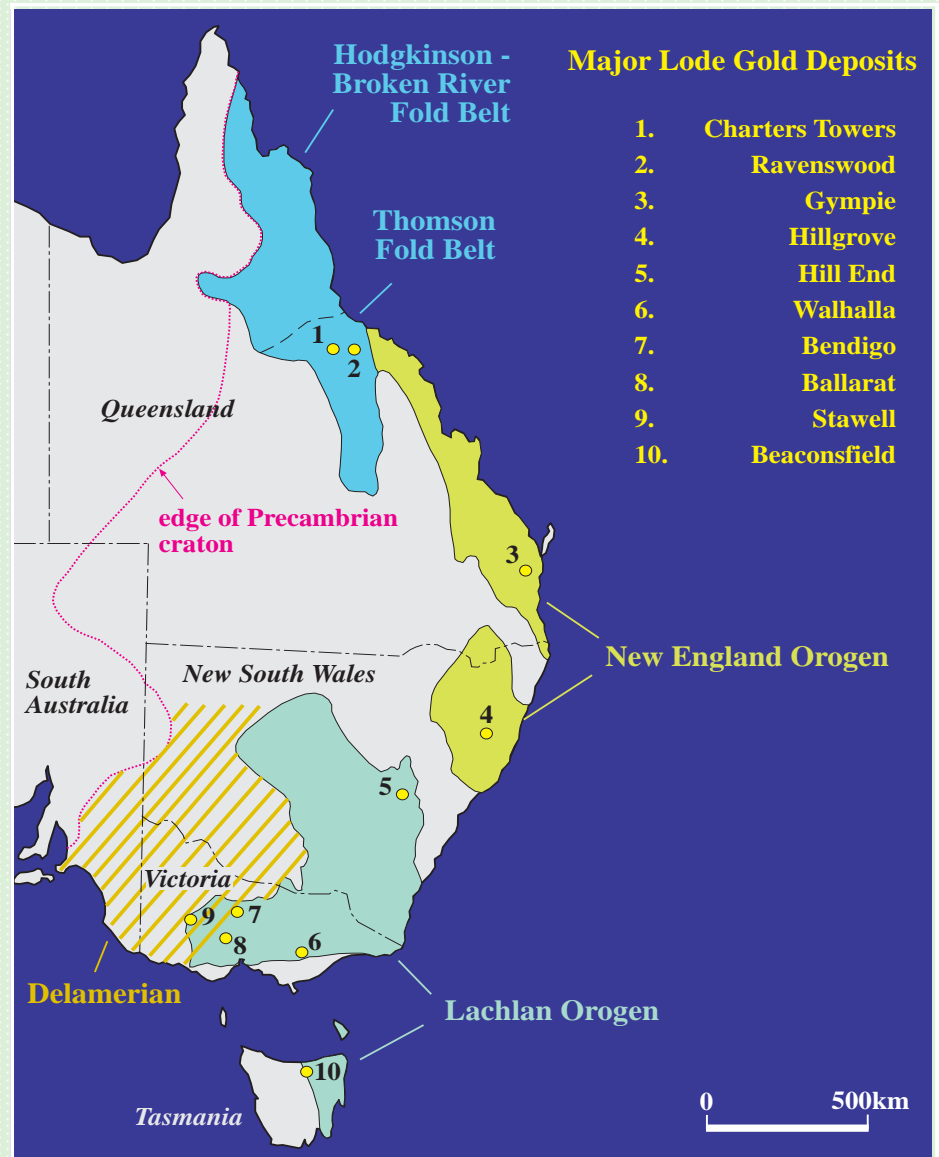 Major Lode Gold Deposits
1. Charters Towers
2. Ravenswood
3. Gympie
4. Hillgrove
5. Hill End
6. Walhalla
7. Bendigo
8. Ballarat
9. Stawell
10. Beaconsfield
Hodgkinson -
Broken River
Fold Belt
Thomson
Fold Belt
1
2
Queensland
edge of Precambrian
craton
3
New England Orogen
South
Australia
New South Wales
4
5
Victoria
9
7
8
6
Delamerian
Lachlan Orogen
10
Tasmania
0 500km